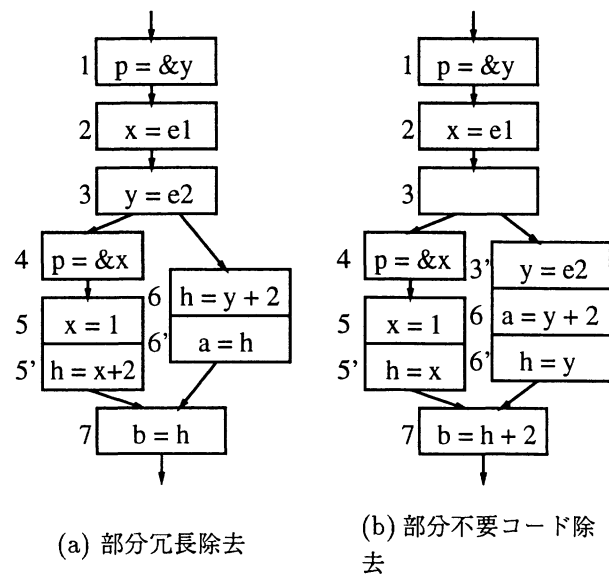 1 p = &y
2 x = e1
3 y = e2
4 p = &x
5 x = 1
5' h = x+2
6 h = y + 2
6' a = h
7 b = h
(a) 部分冗長除去
1 p = &y
2 x = e1
3
4 p = &x
5 x = 1
5' h = x
3' y = e2
6 a = y + 2
6' h = y
7 b = h + 2
(b) 部分不要コード除
去